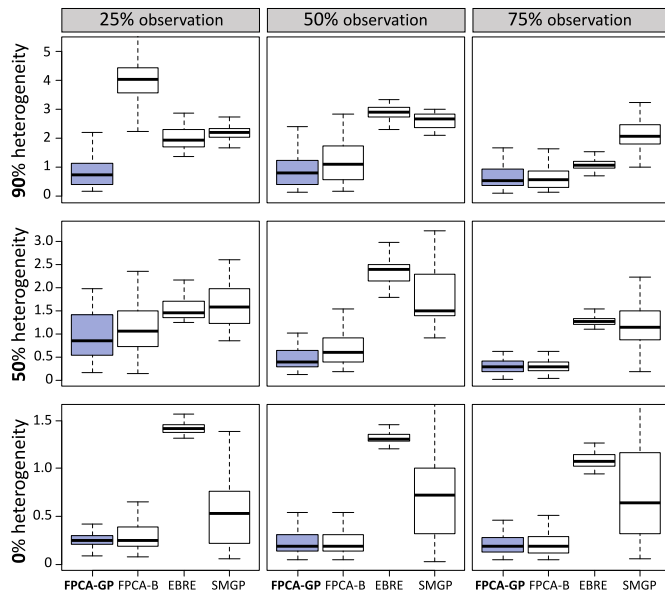 25% observation
50% observation
75% observation
90% heterogeneity
5
4
3
2
1
0
50% heterogeneity
3.0
2.5
2.0
1.5
1.0
0.5
0
0% heterogeneity
1.5
1.0
0.5
0
FPCA-GP FPCA-B EBRE SMGP
FPCA-GP FPCA-B EBRE SMGP
FPCA-GP FPCA-B EBRE SMGP